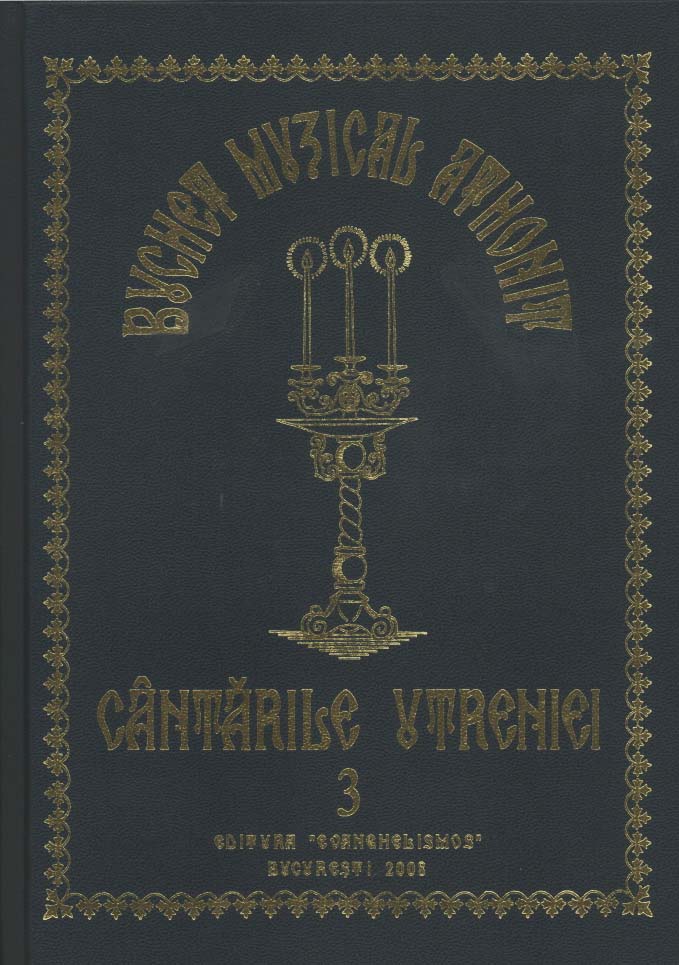 BUCHET MUZICAL ATHONIT
CÂNTĂRILE UTRENIEI
3
EDITURA "EVANGHELISMOS"
BUCUREȘTI 2008